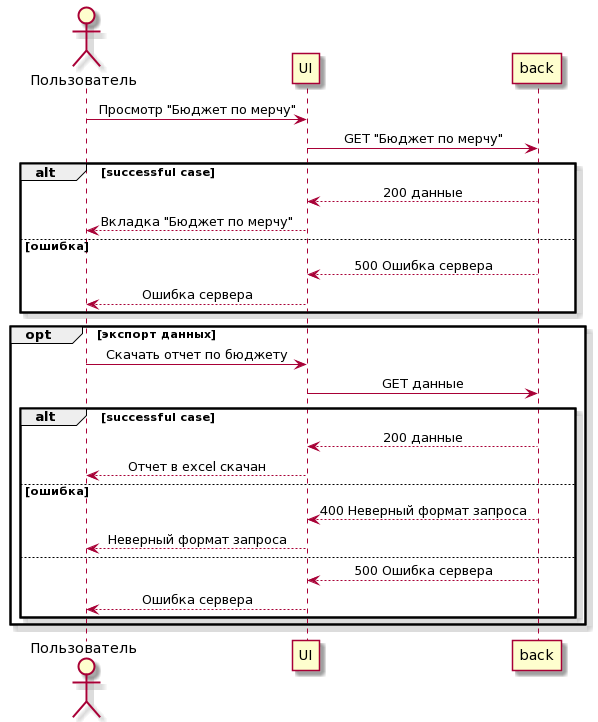 Пользователь
UI
back
Просмотр "Бюджет по мерчу"
GET "Бюджет по мерчу"
alt [successful case]
200 данные
Вкладка "Бюджет по мерчу"
[ошибка]
500 Ошибка сервера
Ошибка сервера
opt [экспорт данных]
Скачать отчет по бюджету
GET данные
alt [successful case]
200 данные
Отчет в excel скачан
[ошибка]
400 Неверный формат запроса
Неверный формат запроса
500 Ошибка сервера
Ошибка сервера
Пользователь
UI
back